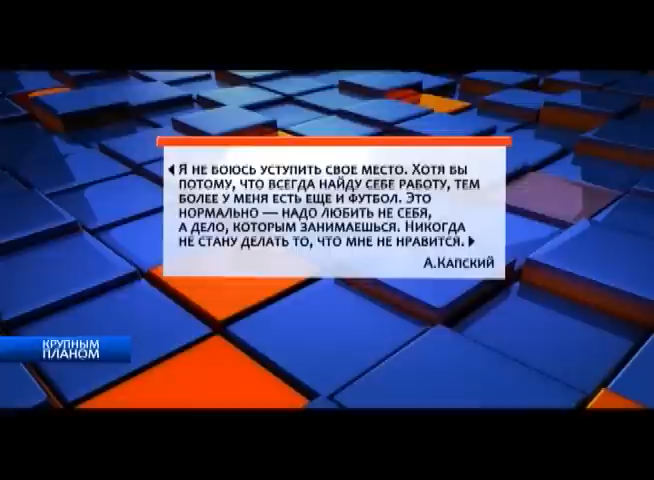 Я не боюсь уступить свое место. Хотя бы
потому, что всегда найду себе работу, тем
более у меня есть еще и футбол. Это
нормально — надо любить не себя,
а дело, которым занимаешься. Никогда
не стану делать то, что мне не нравится.
А.Капский
КРУПНЫМ
ПЛАНОМ